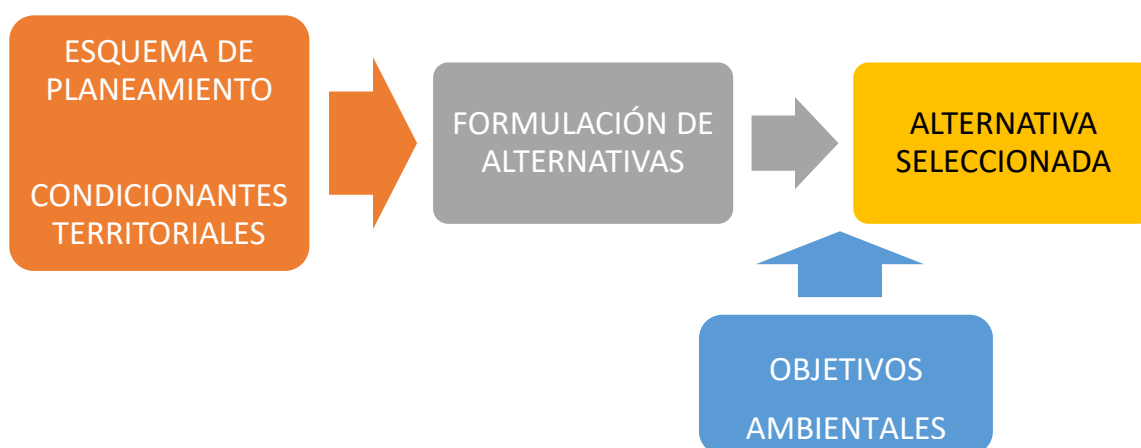 ESQUEMA DE
PLANEAMIENTO
CONDICIONANTES
TERRITORIALES
FORMULACIÓN DE
ALTERNATIVAS
ALTERNATIVA
SELECCIONADA
OBJETIVOS
AMBIENTALES